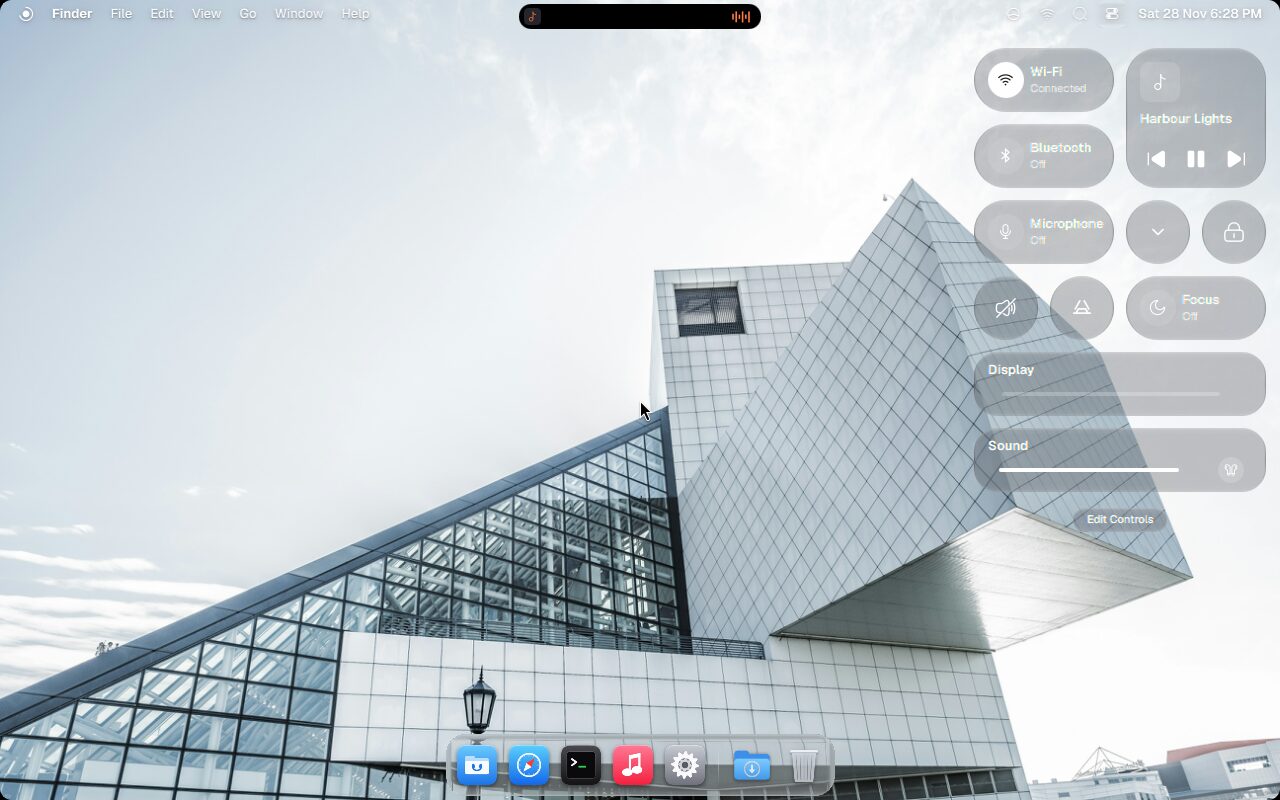 Finder File Edit View Go Window Help
Sat 28 Nov 6:28 PM
Wi-Fi
Connected
Harbour Lights
Bluetooth
Off
Microphone
Off
Focus
Off
Display
Sound
Edit Controls